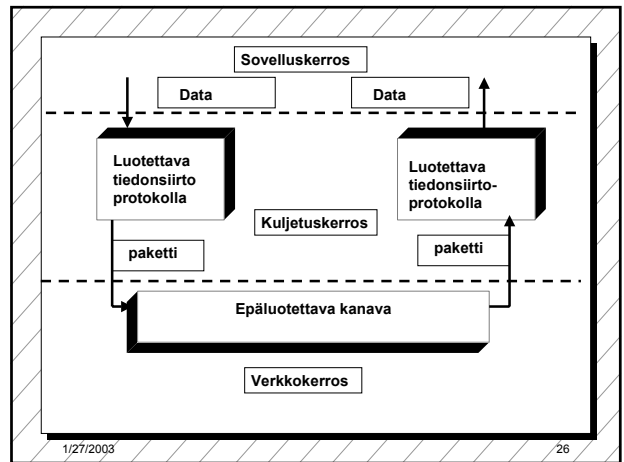 Sovelluskerros
Data
Data
Luotettava
tiedonsiirto
protokolla
Luotettava
tiedonsiirto-
protokolla
Kuljetuskerros
paketti
paketti
Epäluotettava kanava
Verkkokerros
1/27/2003
26